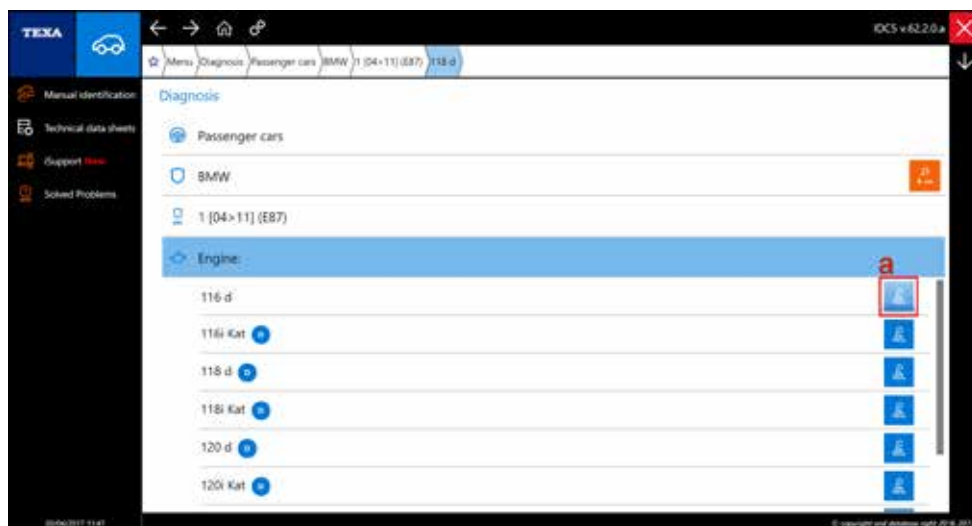 TEXA
IDC5 v.62.2.0.a
Menu Diagnosis Passenger cars BMW 1 [04>11] (E87) 118 d
Manual identification
Technical data sheets
iSupport New
Solved Problems
Diagnosis
Passenger cars
BMW
1 [04>11] (E87)
Engine:
a
116 d
116i Kat
118 d
118i Kat
120 d
120i Kat